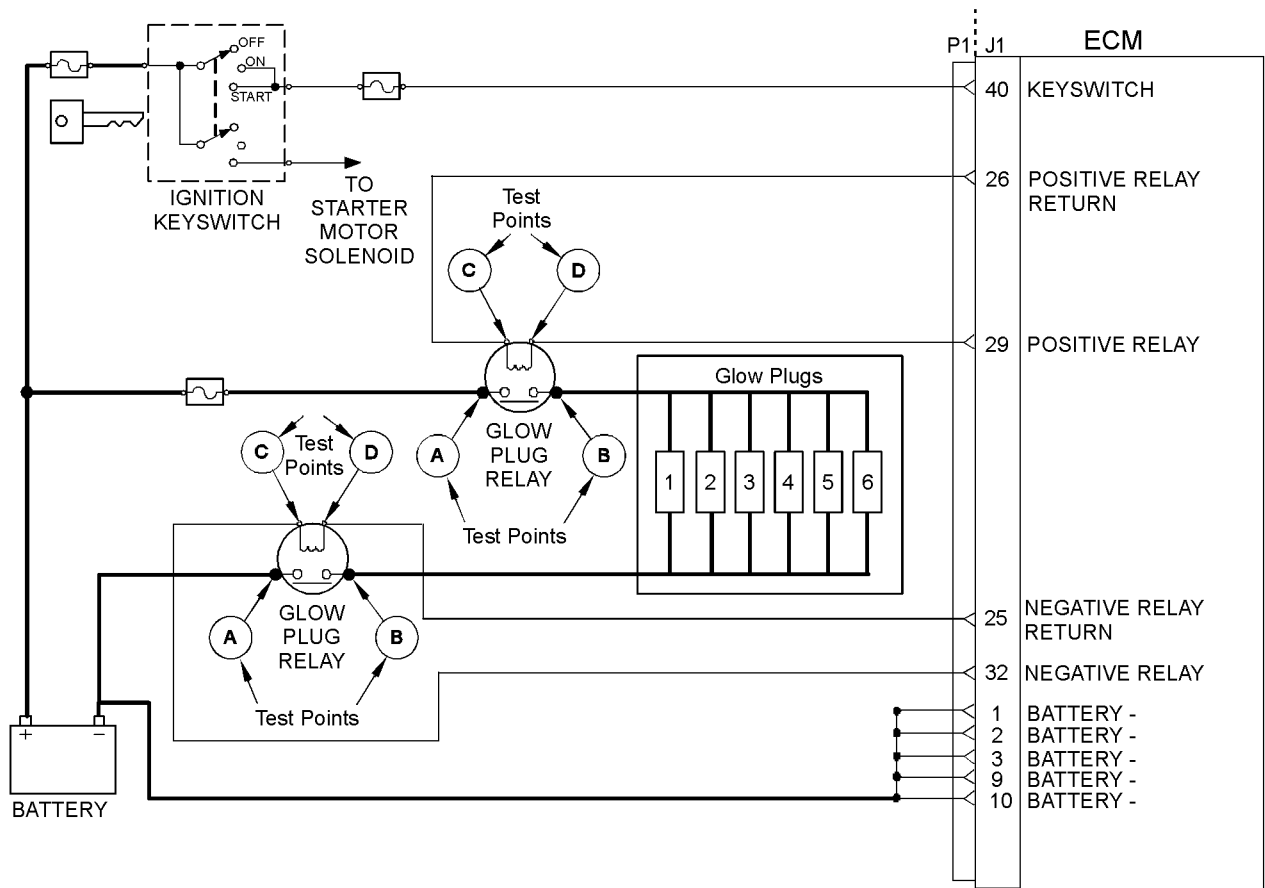 P1 J1 ECM
OFF
ON
START
40 KEYSWITCH
IGNITION
KEYSWITCH
TO
STARTER
MOTOR
SOLENOID
26 POSITIVE RELAY
RETURN
Test
Points
C D
29 POSITIVE RELAY
Glow Plugs
GLOW
PLUG
RELAY
A B
Test Points
1 2 3 4 5 6
C D
Test
Points
GLOW
PLUG
RELAY
A B
Test Points
25 NEGATIVE RELAY
RETURN
32 NEGATIVE RELAY
1 BATTERY -
2 BATTERY -
3 BATTERY -
9 BATTERY -
10 BATTERY -
+ −
BATTERY